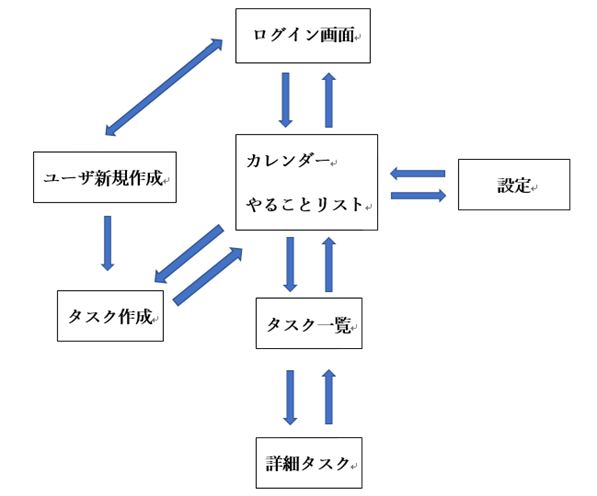 ログイン画面
カレンダー
やることリスト
ユーザ新規作成
設定
タスク作成
タスク一覧
詳細タスク